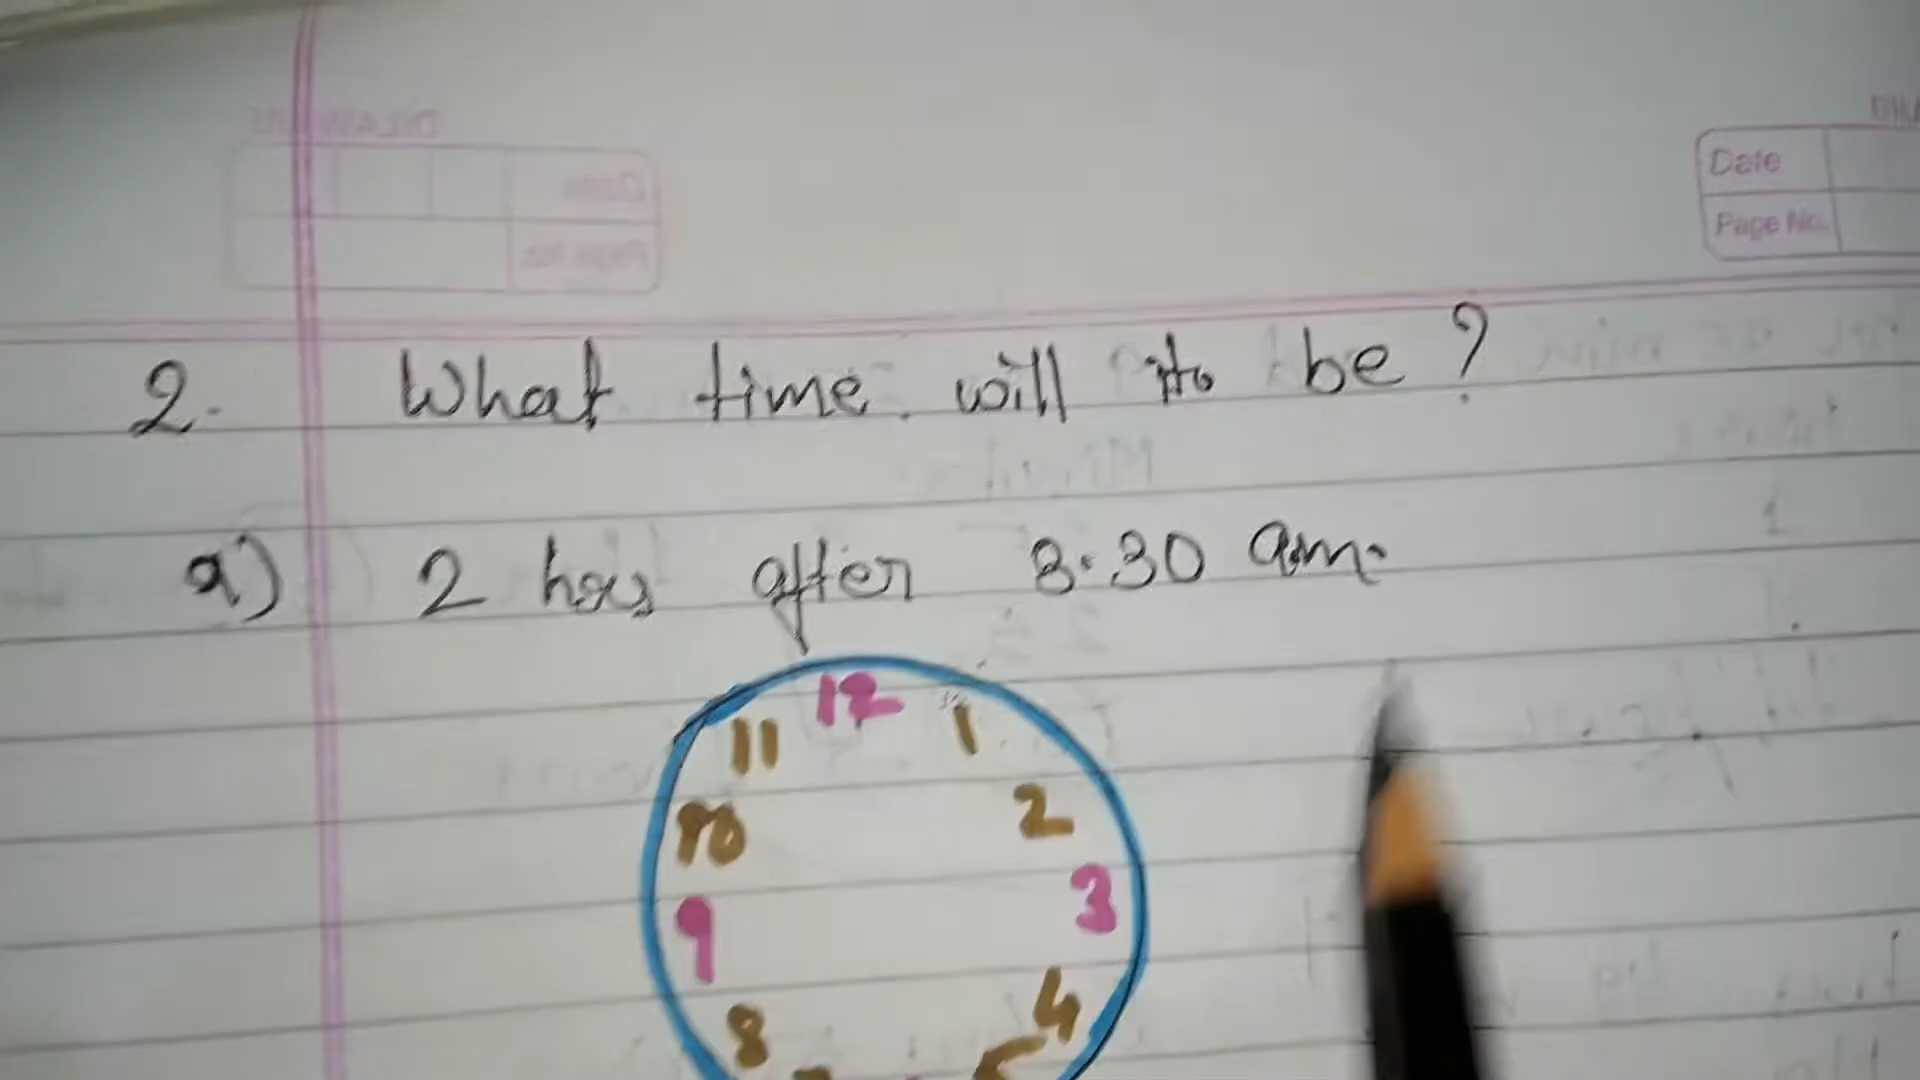 Date
Page No.
2. What time will it be ?
a) 2 hrs after 8.30 am.
12
11 1
10 2
9 3
8 4
5